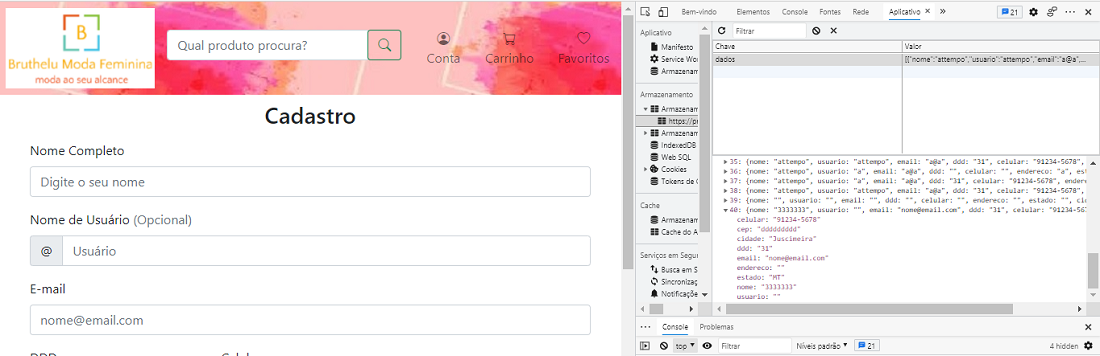 B
Bruthelu Moda Feminina
moda ao seu alcance
Qual produto procura?
Conta
Carrinho
Favoritos
Cadastro
Nome Completo
Digite o seu nome
Nome de Usuário (Opcional)
@ Usuário
E-mail
nome@email.com
Bem-vindo Elementos Console Fontes Rede Aplicativo 21
Aplicativo
Manifesto
Service Wor
Armazenam
Armazenamento
Armazenam
https://pr
Armazenam
IndexedDB
Web SQL
Cookies
Tokens de C
Cache
Armazenam
Cache do A
Serviços em Segur
Busca em S
Sincronizaç
Notificaçõe
Filtrar
Chave Valor
dados [{"nome":"attempo","usuario":"attempo","email":"a@a",...
35: {nome: "attempo", usuario: "attempo", email: "a@a", ddd: "31", celular: "91234-5678",
36: {nome: "attempo", usuario: "a", email: "a@a", ddd: "", celular: "", endereco: "a", est
37: {nome: "attempo", usuario: "a", email: "a@a", ddd: "31", celular: "91234-5678", ender
38: {nome: "attempo", usuario: "attempo", email: "a@a", ddd: "31", celular: "91234-5678",
39: {nome: "", usuario: "", email: "", ddd: "", celular: "", endereco: "", estado: "", cic
40: {nome: "3333333", usuario: "", email: "nome@email.com", ddd: "31", celular: "91234-567
celular: "91234-5678"
cep: "ddddddddd"
cidade: "Juscimeira"
ddd: "31"
email: "nome@email.com"
endereco: ""
estado: "MT"
nome: "3333333"
usuario: ""
Console Problemas
top Filtrar Níveis padrão 21 4 hidden